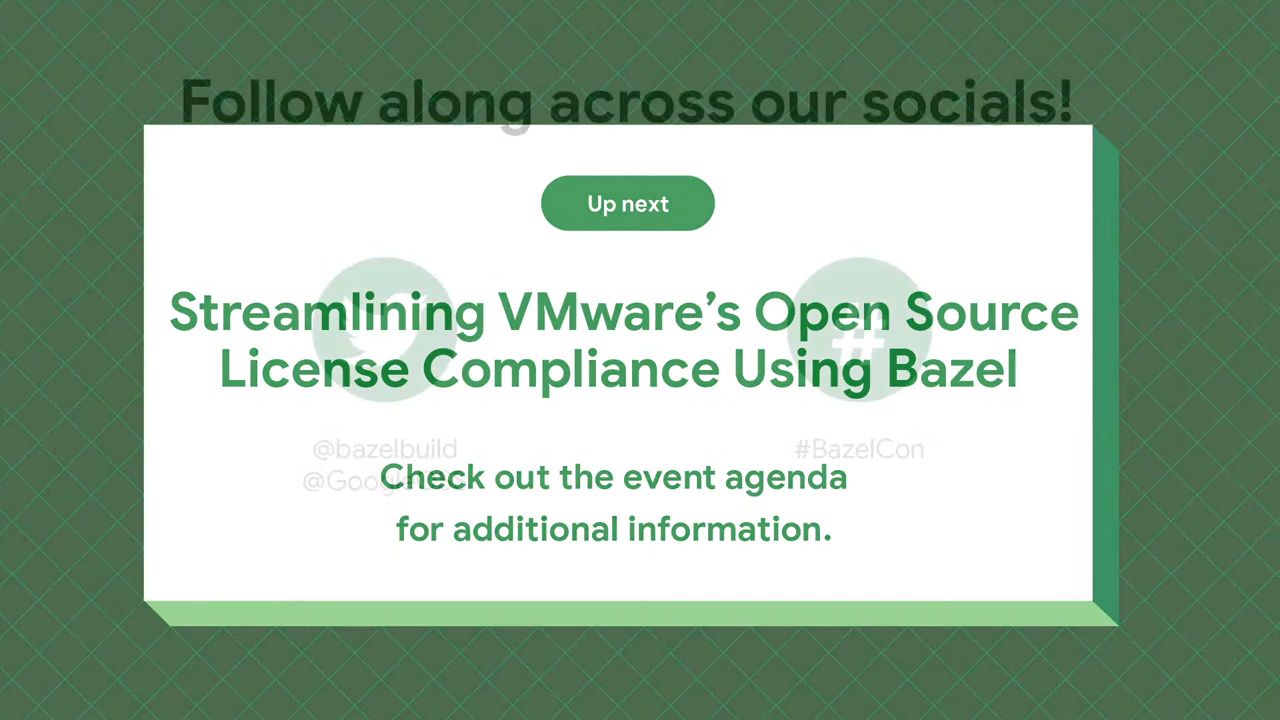 Follow along across our socials!
Up next
Streamlining VMware’s Open Source
License Compliance Using Bazel
@bazelbuild
#BazelCon
Check out the event agenda
for additional information.